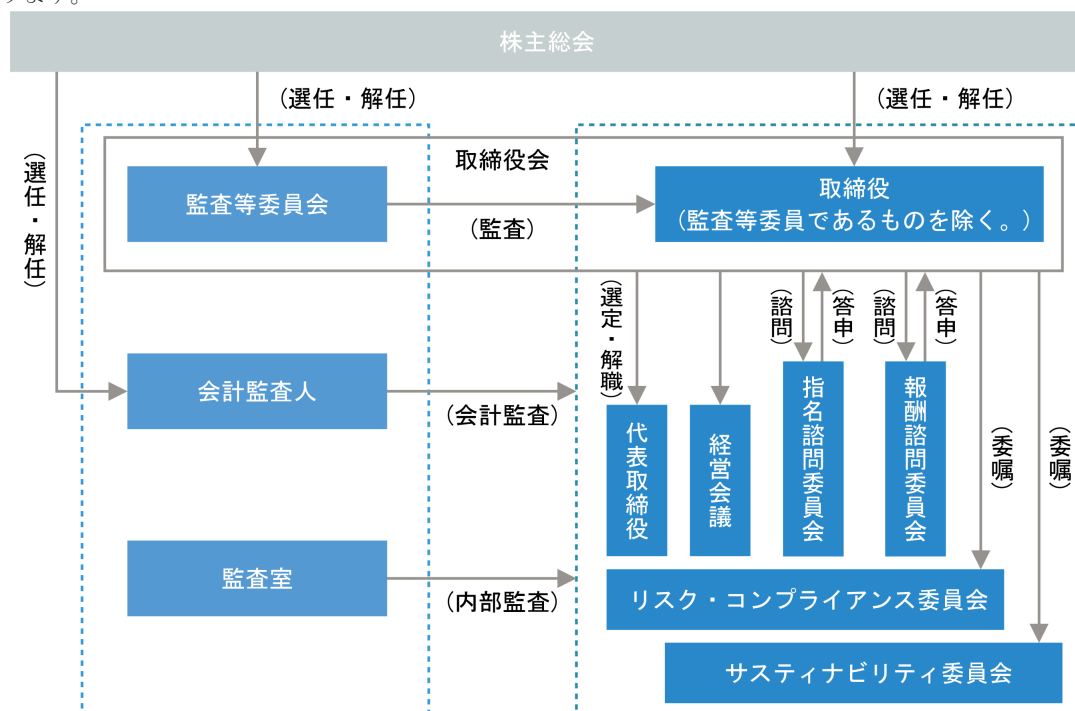 ります。
株主総会
(選任・解任)
(選任・解任)
(選任・解任)
取締役会
監査等委員会
(監査)
取締役
(監査等委員であるものを除く。)
(選定・解職)
(諮問)
(答申)
(諮問)
(答申)
会計監査人
(会計監査)
代表取締役
経営会議
指名諮問委員会
報酬諮問委員会
(委嘱)
(委嘱)
監査室
(内部監査)
リスク・コンプライアンス委員会
サスティナビリティ委員会